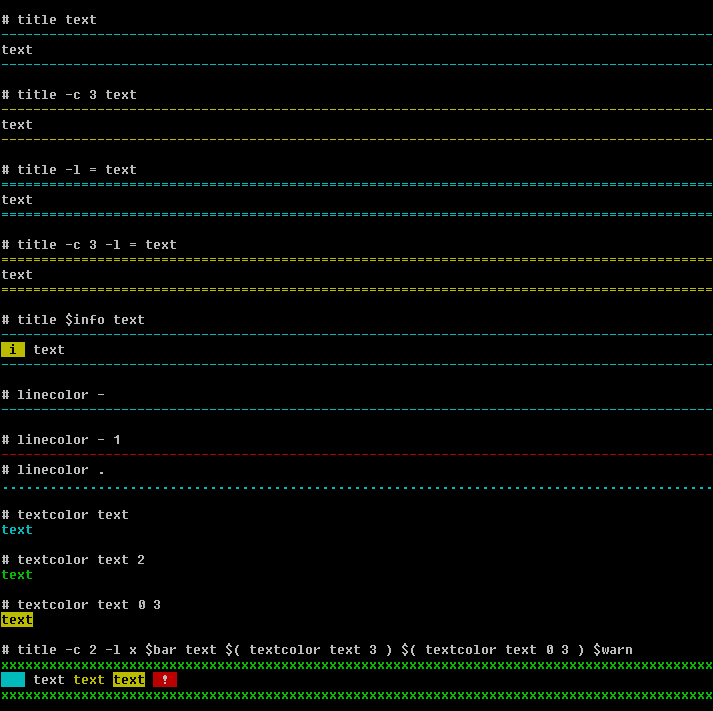 # title text
-----------------------------------------------------------------------------------------
text
-----------------------------------------------------------------------------------------
# title -c 3 text
-----------------------------------------------------------------------------------------
text
-----------------------------------------------------------------------------------------
# title -l = text
=========================================================================================
text
=========================================================================================
# title -c 3 -l = text
=========================================================================================
text
=========================================================================================
# title $info text
-----------------------------------------------------------------------------------------
i text
-----------------------------------------------------------------------------------------
# linecolor -
-----------------------------------------------------------------------------------------
# linecolor - 1
-----------------------------------------------------------------------------------------
# linecolor .
.........................................................................................
# textcolor text
text
# textcolor text 2
text
# textcolor text 0 3
text
# title -c 2 -l x $bar text $( textcolor text 3 ) $( textcolor text 0 3 ) $warn
xxxxxxxxxxxxxxxxxxxxxxxxxxxxxxxxxxxxxxxxxxxxxxxxxxxxxxxxxxxxxxxxxxxxxxxxxxxxxxxxxxxxxxxxx
text text text !
xxxxxxxxxxxxxxxxxxxxxxxxxxxxxxxxxxxxxxxxxxxxxxxxxxxxxxxxxxxxxxxxxxxxxxxxxxxxxxxxxxxxxxxxx